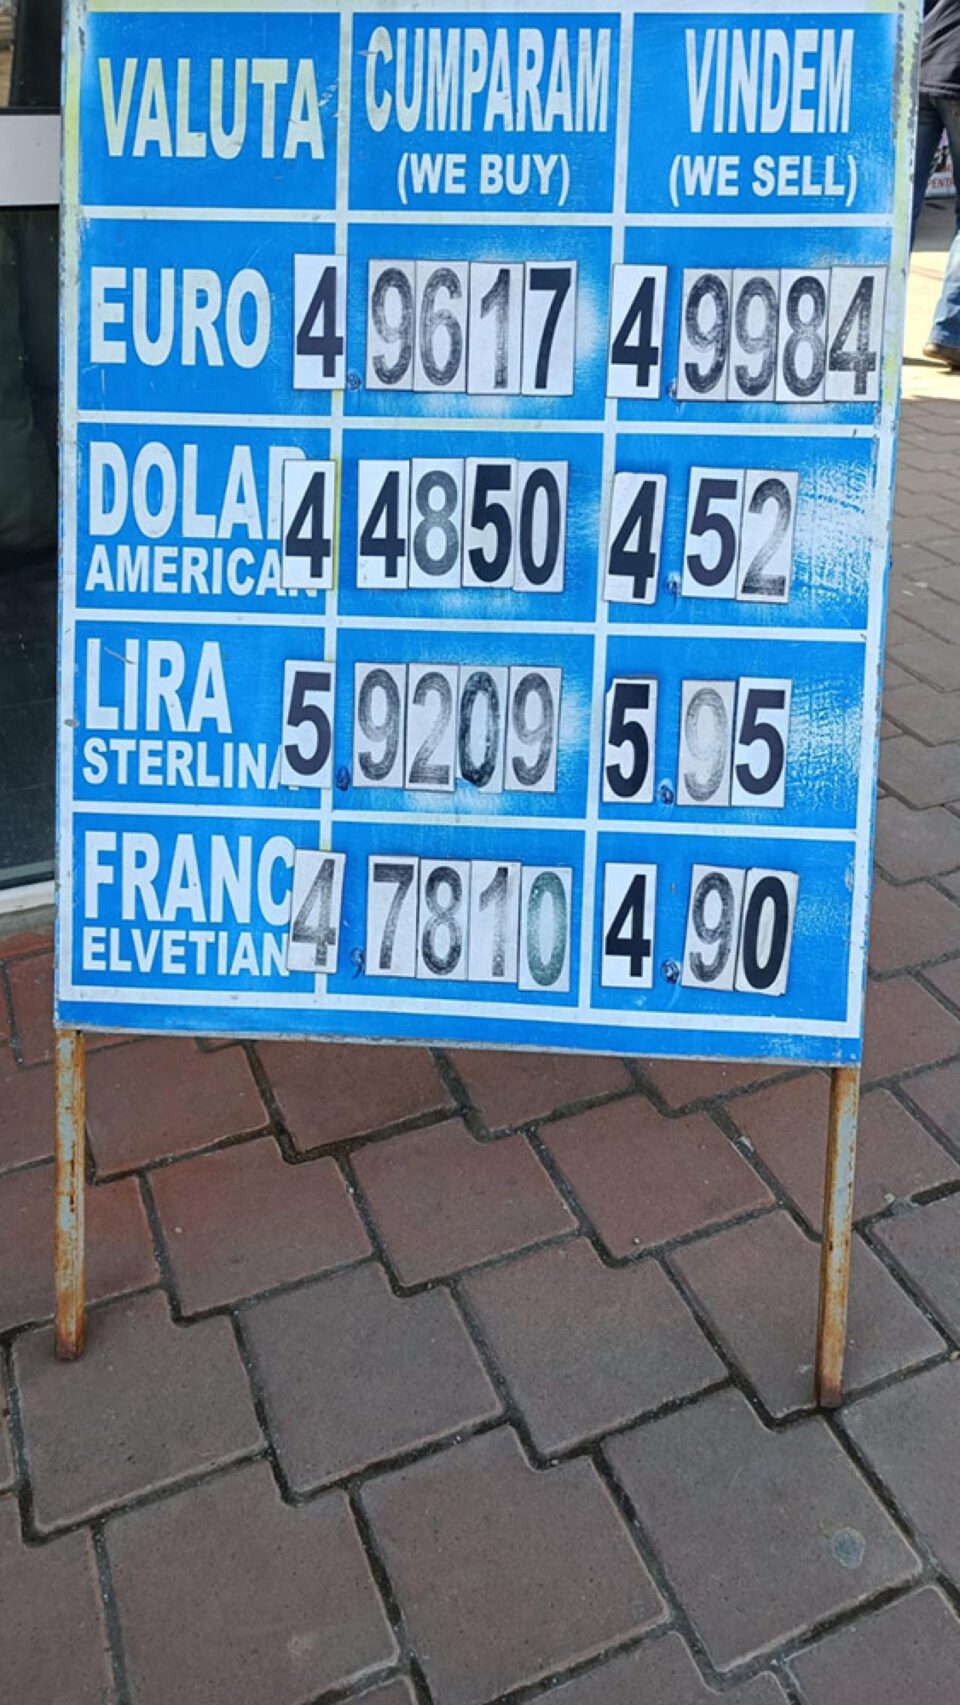 VALUTA CUMPARAM VINDEM
(WE BUY) (WE SELL)
EURO 4.9617 4.9984
DOLAR 4 4850 4.52
AMERICAN
LIRA 5.9209 5.95
STERLINA
FRANC 4.7810 4.90
ELVETIAN